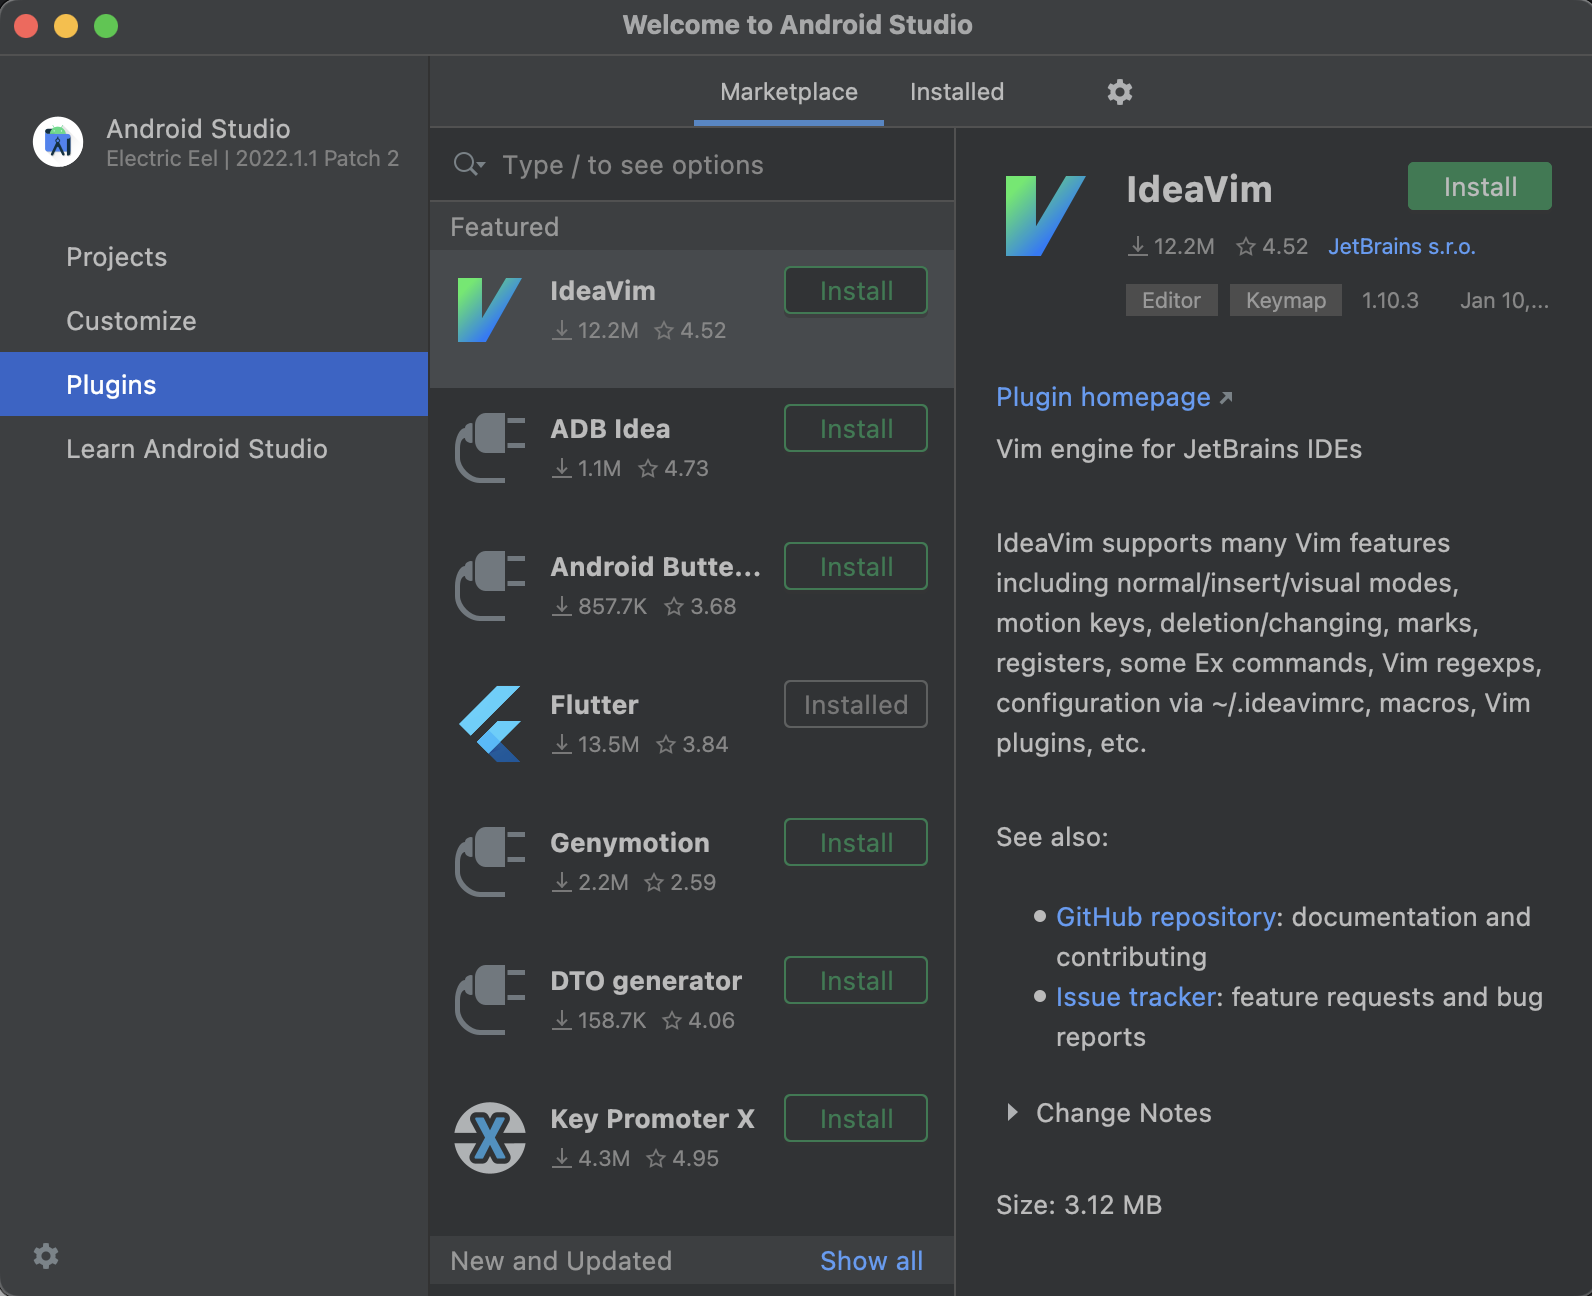 Welcome to Android Studio
Android Studio
Electric Eel | 2022.1.1 Patch 2
Projects
Customize
Plugins
Learn Android Studio
Marketplace
Installed
Type / to see options
Featured
IdeaVim
Install
12.2M 4.52
ADB Idea
Install
1.1M 4.73
Android Butte...
Install
857.7K 3.68
Flutter
Installed
13.5M 3.84
Genymotion
Install
2.2M 2.59
DTO generator
Install
158.7K 4.06
Key Promoter X
Install
4.3M 4.95
New and Updated
Show all
IdeaVim
Install
12.2M 4.52 JetBrains s.r.o.
Editor Keymap 1.10.3 Jan 10,...
Plugin homepage
Vim engine for JetBrains IDEs
IdeaVim supports many Vim features
including normal/insert/visual modes,
motion keys, deletion/changing, marks,
registers, some Ex commands, Vim regexps,
configuration via ~/.ideavimrc, macros, Vim
plugins, etc.
See also:
GitHub repository: documentation and
contributing
Issue tracker: feature requests and bug
reports
Change Notes
Size: 3.12 MB